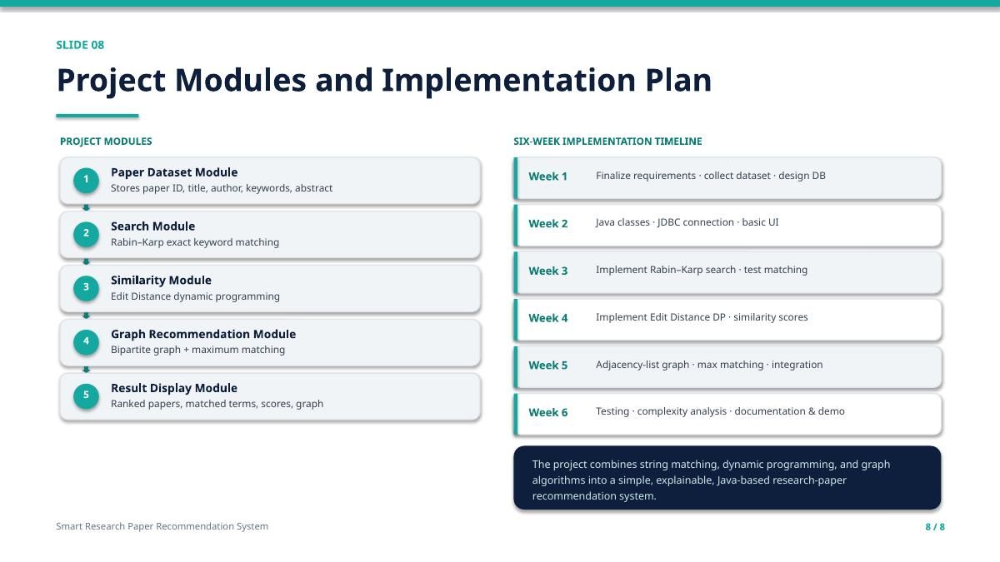 SLIDE 08
Project Modules and Implementation Plan
PROJECT MODULES
1
Paper Dataset Module
Stores paper ID, title, author, keywords, abstract
2
Search Module
Rabin–Karp exact keyword matching
3
Similarity Module
Edit Distance dynamic programming
4
Graph Recommendation Module
Bipartite graph + maximum matching
5
Result Display Module
Ranked papers, matched terms, scores, graph
SIX-WEEK IMPLEMENTATION TIMELINE
Week 1 Finalize requirements · collect dataset · design DB
Week 2 Java classes · JDBC connection · basic UI
Week 3 Implement Rabin–Karp search · test matching
Week 4 Implement Edit Distance DP · similarity scores
Week 5 Adjacency-list graph · max matching · integration
Week 6 Testing · complexity analysis · documentation & demo
The project combines string matching, dynamic programming, and graph
algorithms into a simple, explainable, Java-based research-paper
recommendation system.
Smart Research Paper Recommendation System
8 / 8